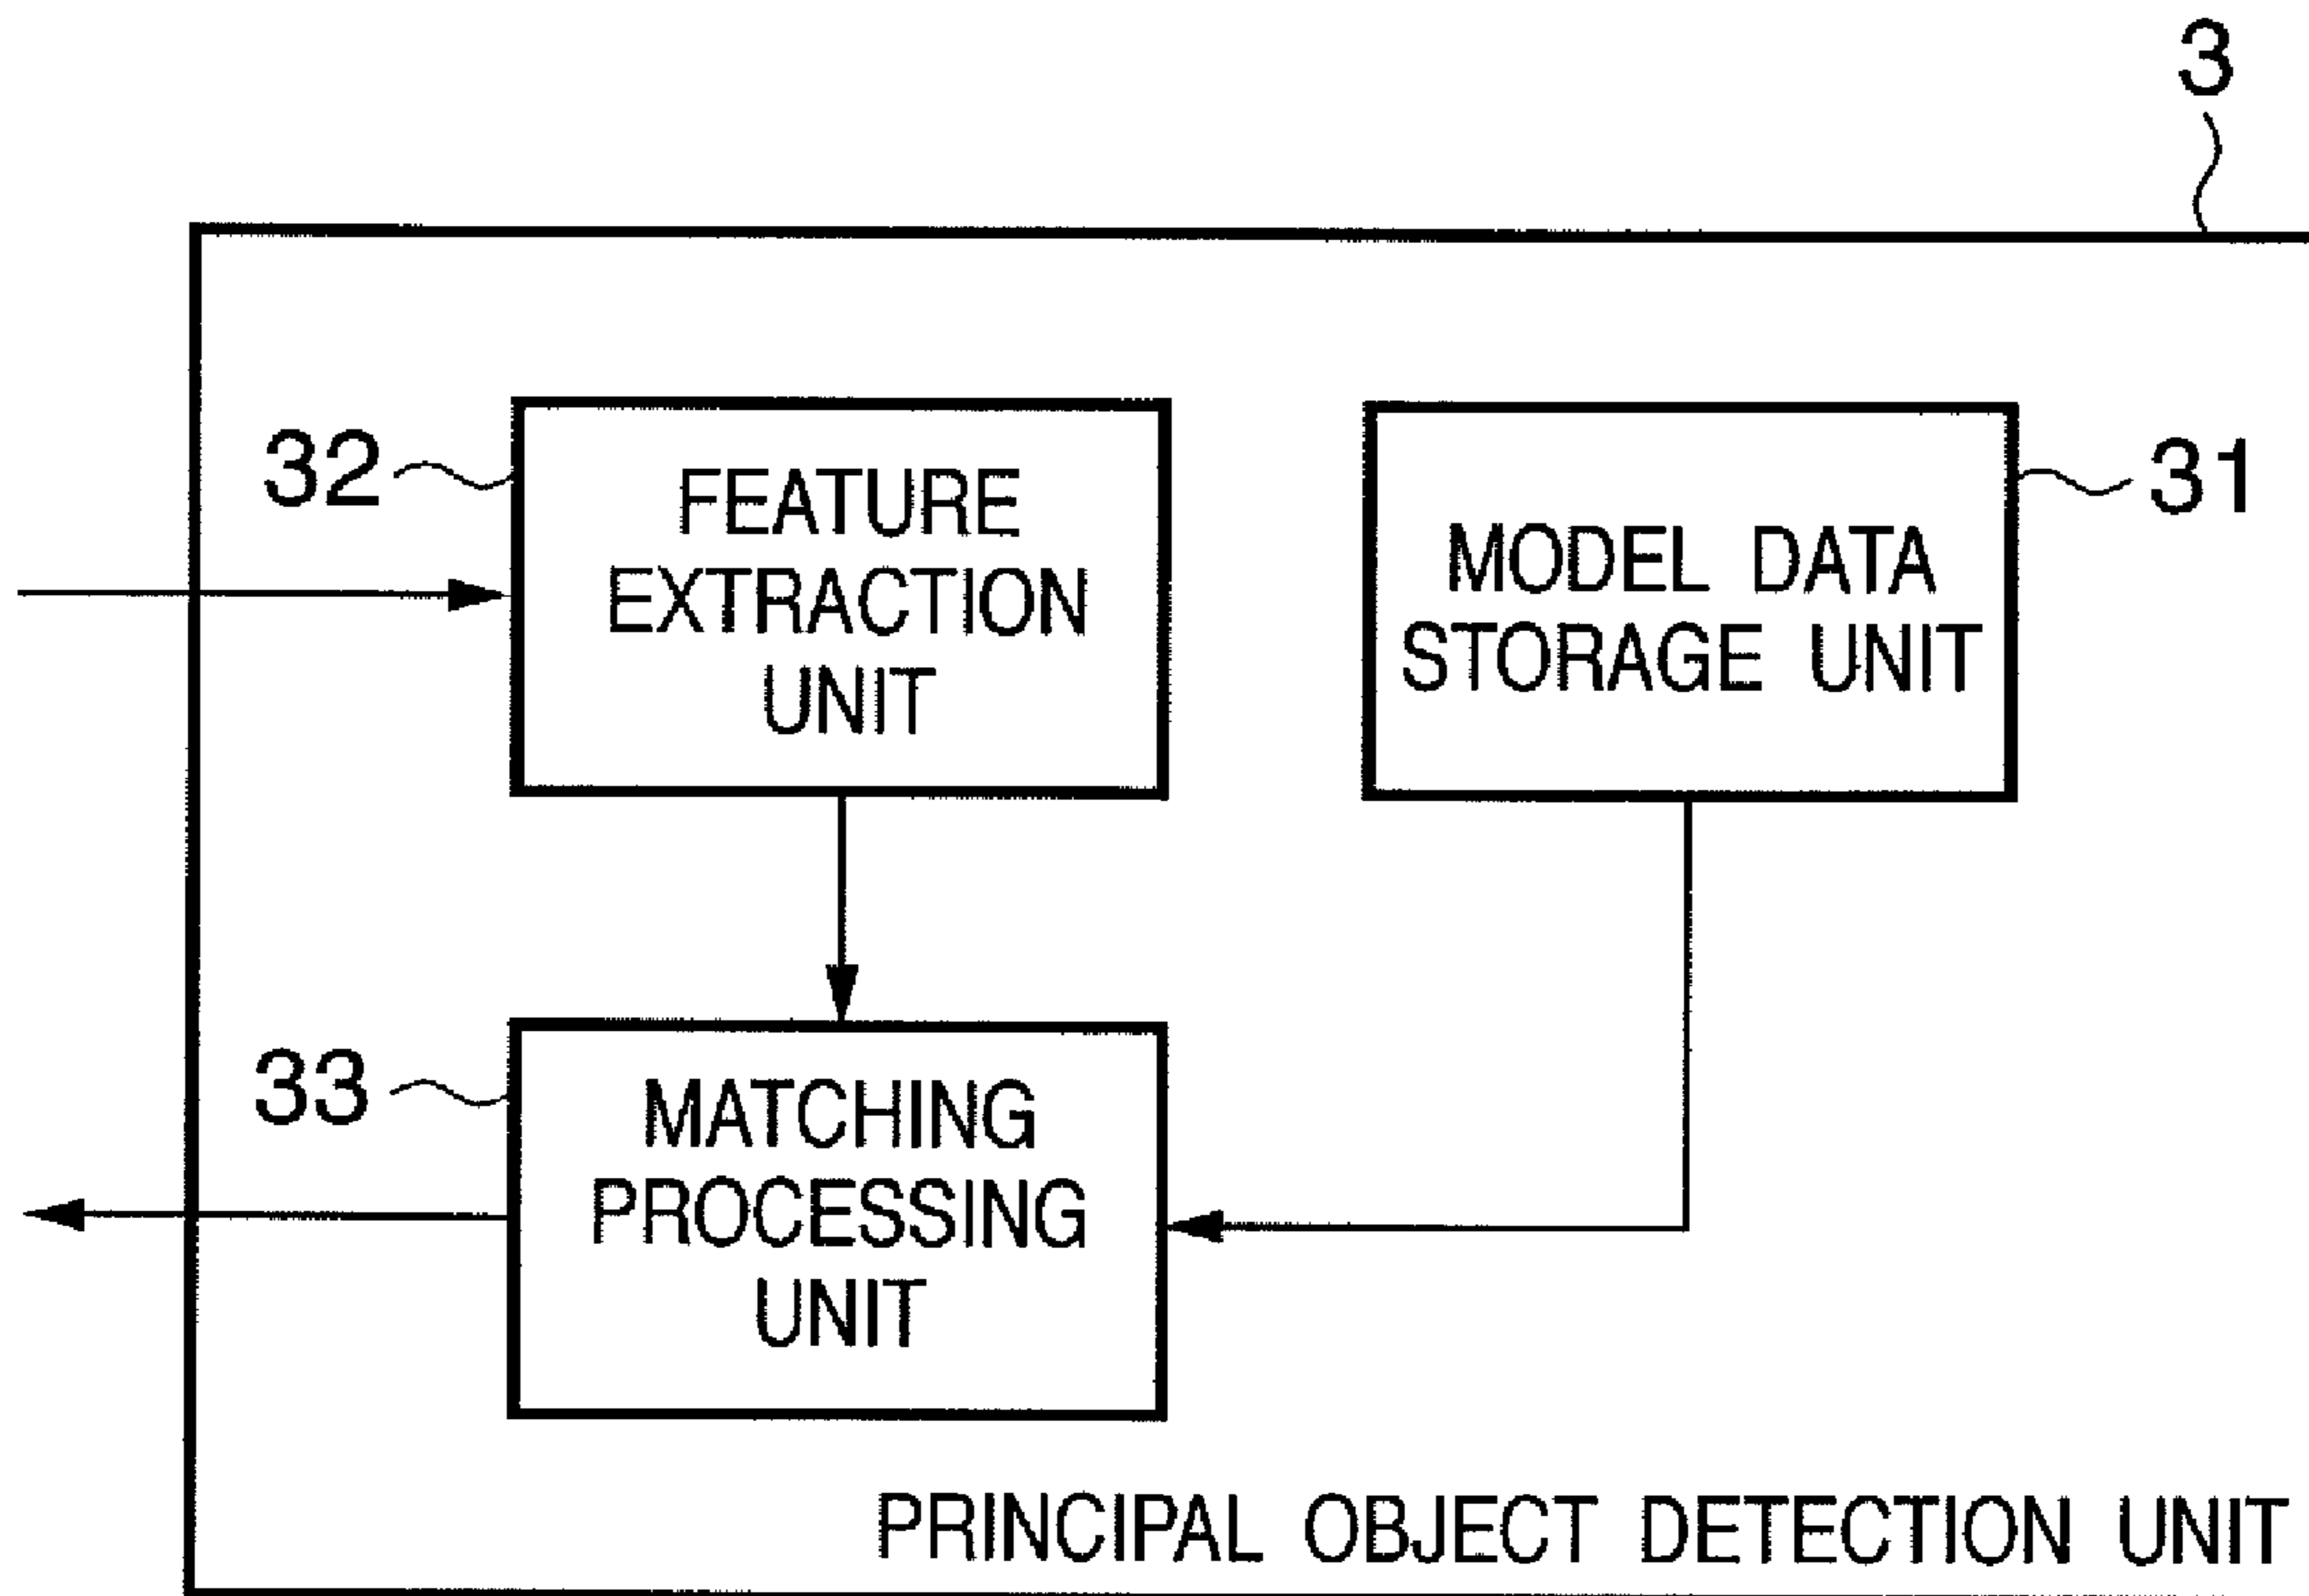 3
32
FEATURE
EXTRACTION
UNIT
MODEL DATA
STORAGE UNIT
31
33
MATCHING
PROCESSING
UNIT
PRINCIPAL OBJECT DETECTION UNIT